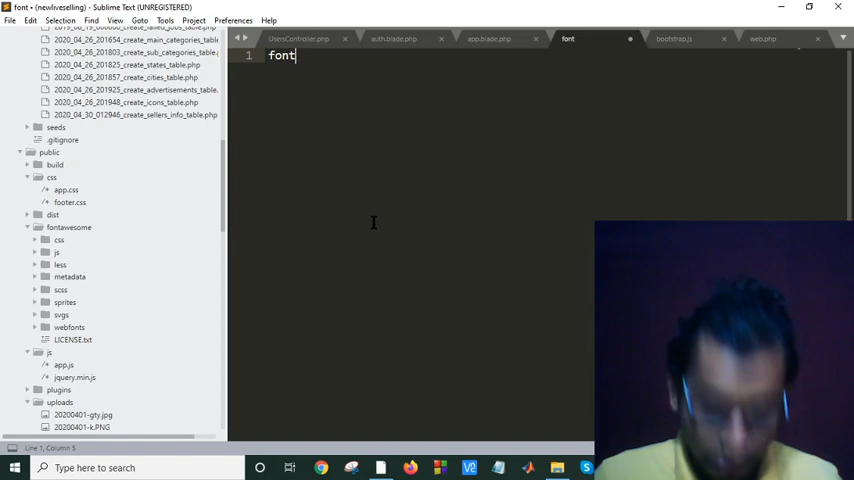 font • (newliveselling) - Sublime Text (UNREGISTERED)
File Edit Selection Find View Goto Tools Project Preferences Help
2019_08_19_000000_create_failed_jobs_table.php
2020_04_26_201654_create_main_categories_table
2020_04_26_201803_create_sub_categories_table.
2020_04_26_201825_create_states_table.php
2020_04_26_201857_create_cities_table.php
2020_04_26_201925_create_advertisements_table.
2020_04_26_201948_create_icons_table.php
2020_04_30_012946_create_sellers_info_table.php
seeds
.gitignore
public
build
css
app.css
footer.css
dist
fontawesome
css
js
less
metadata
scss
sprites
svgs
webfonts
LICENSE.txt
js
app.js
jquery.min.js
plugins
uploads
20200401-gty.jpg
20200401-k.PNG
UsersController.php auth.blade.php app.blade.php font bootstrap.js web.php
1 font
Line 1, Column 5
Type here to search